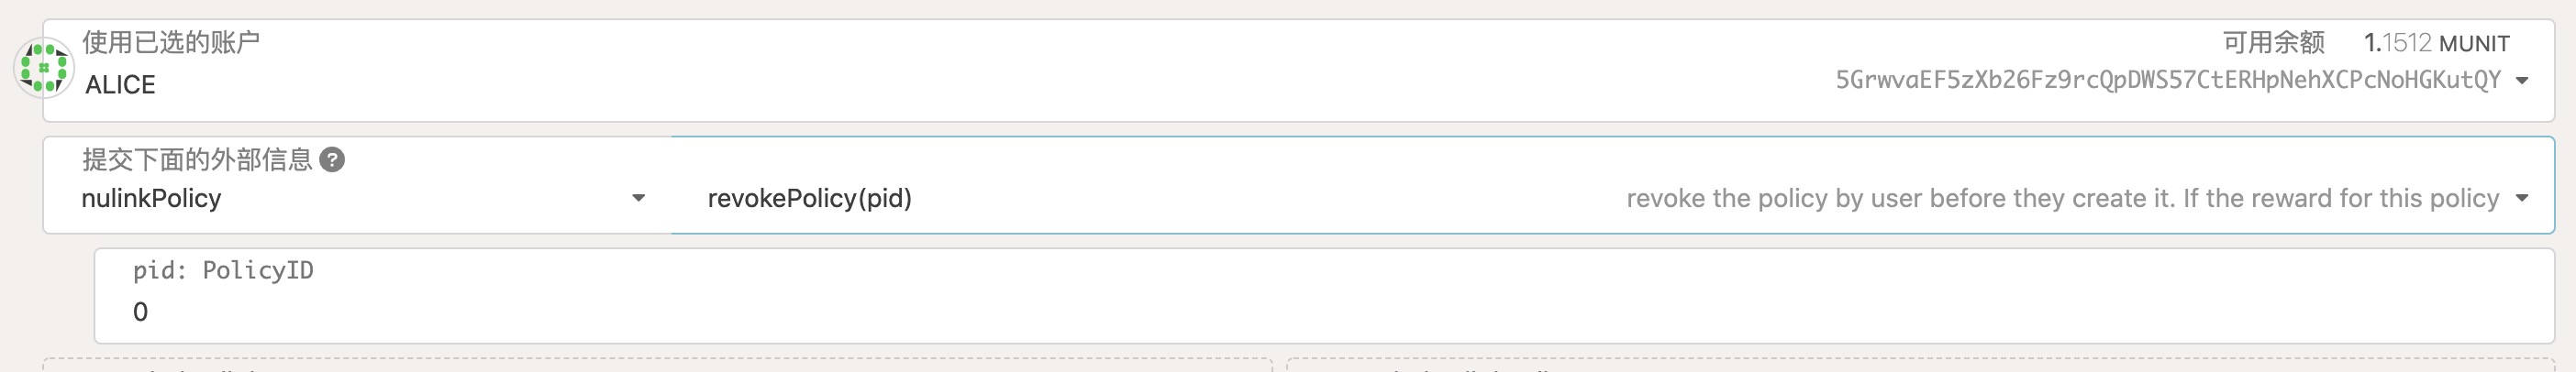 使用已选的账户
可用余额 1.1512 MUNIT
ALICE
5GrwvaEF5zXb26Fz9rcQpDWS57CtERHpNehXCPcNoHGKutQY
提交下面的外部信息 ?
nulinkPolicy
revokePolicy(pid)
revoke the policy by user before they create it. If the reward for this policy
pid: PolicyID
0